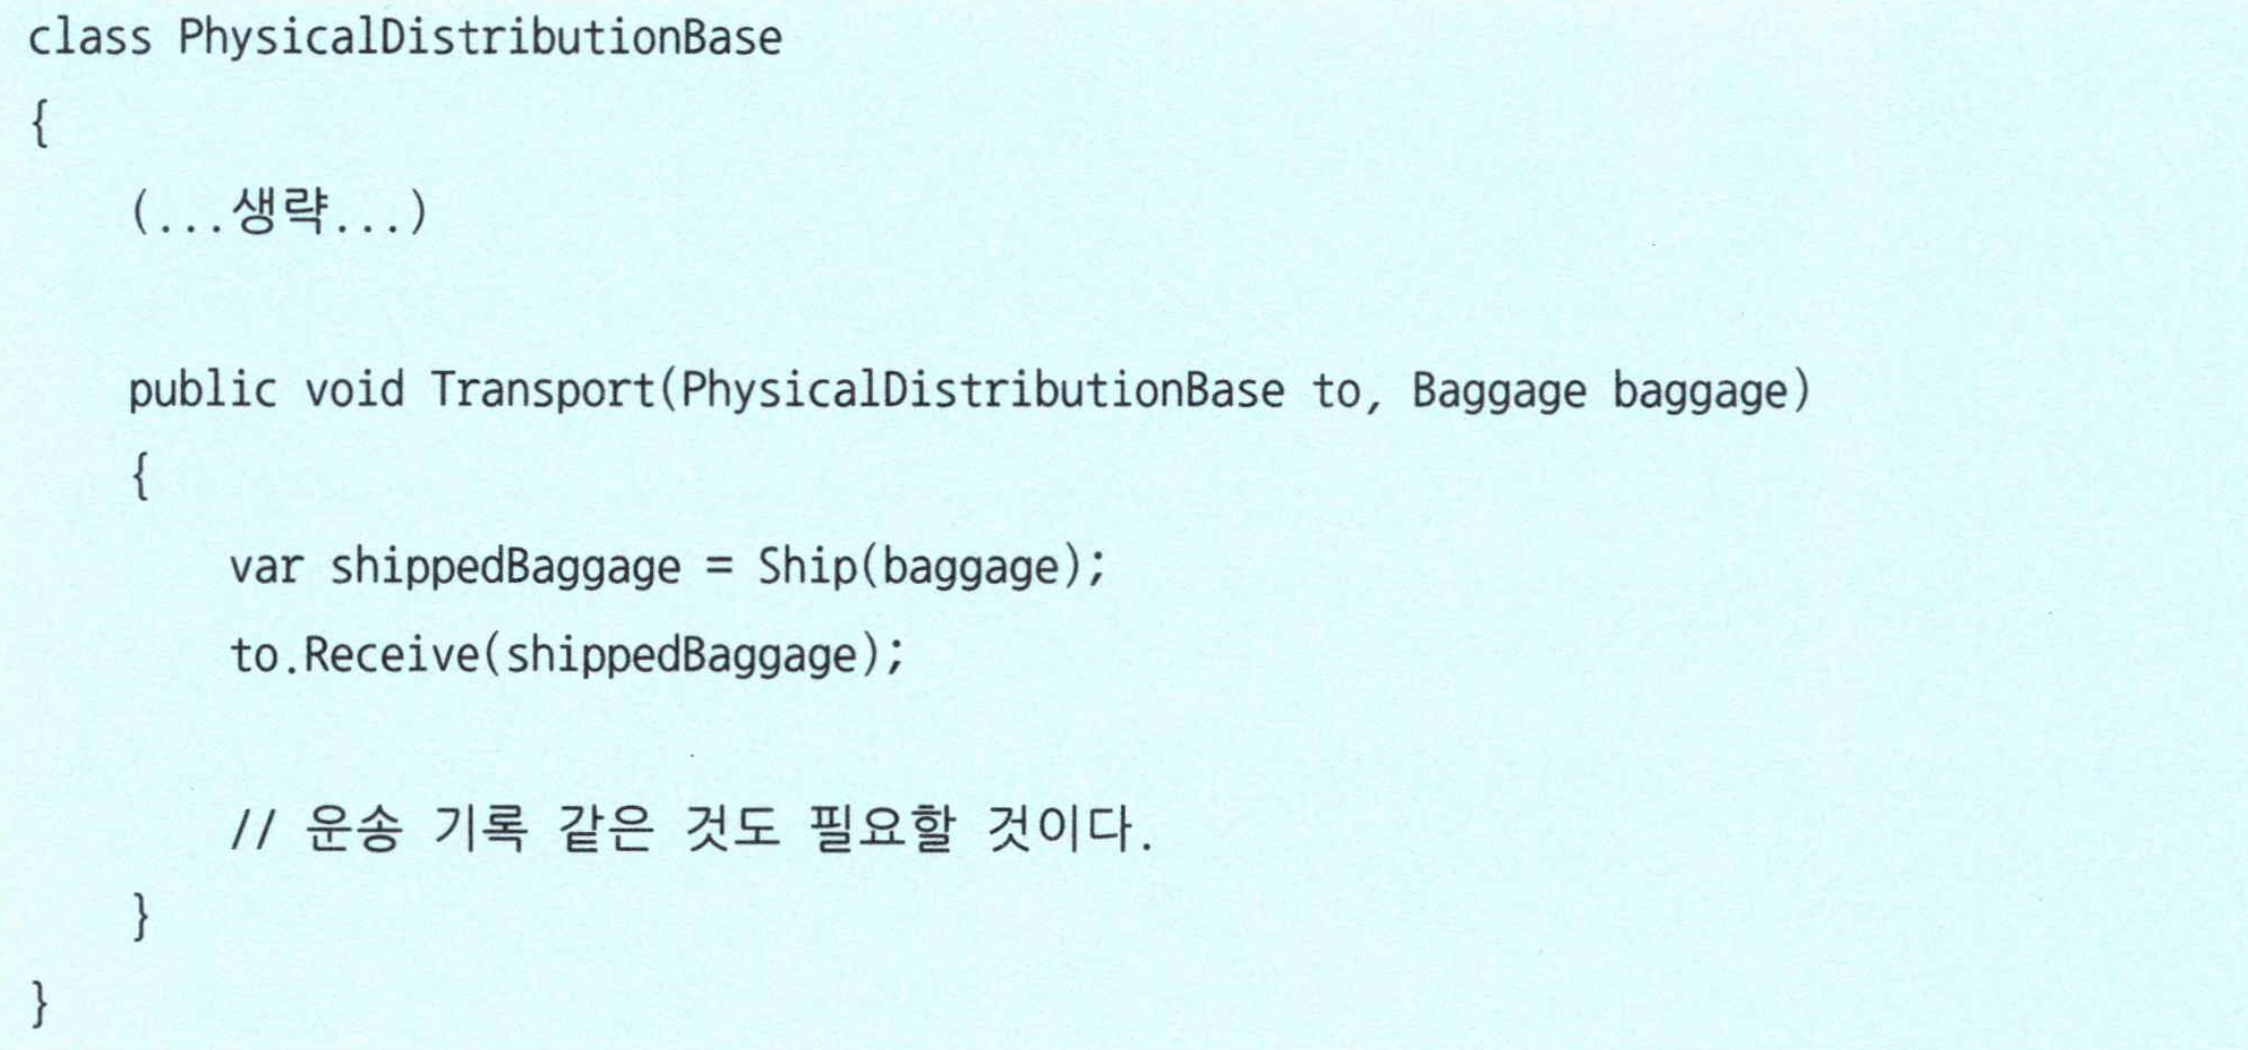 class PhysicalDistributionBase
{
(...생략...)
public void Transport(PhysicalDistributionBase to, Baggage baggage)
{
var shippedBaggage = Ship(baggage);
to.Receive(shippedBaggage);
// 운송 기록 같은 것도 필요할 것이다.
}
}